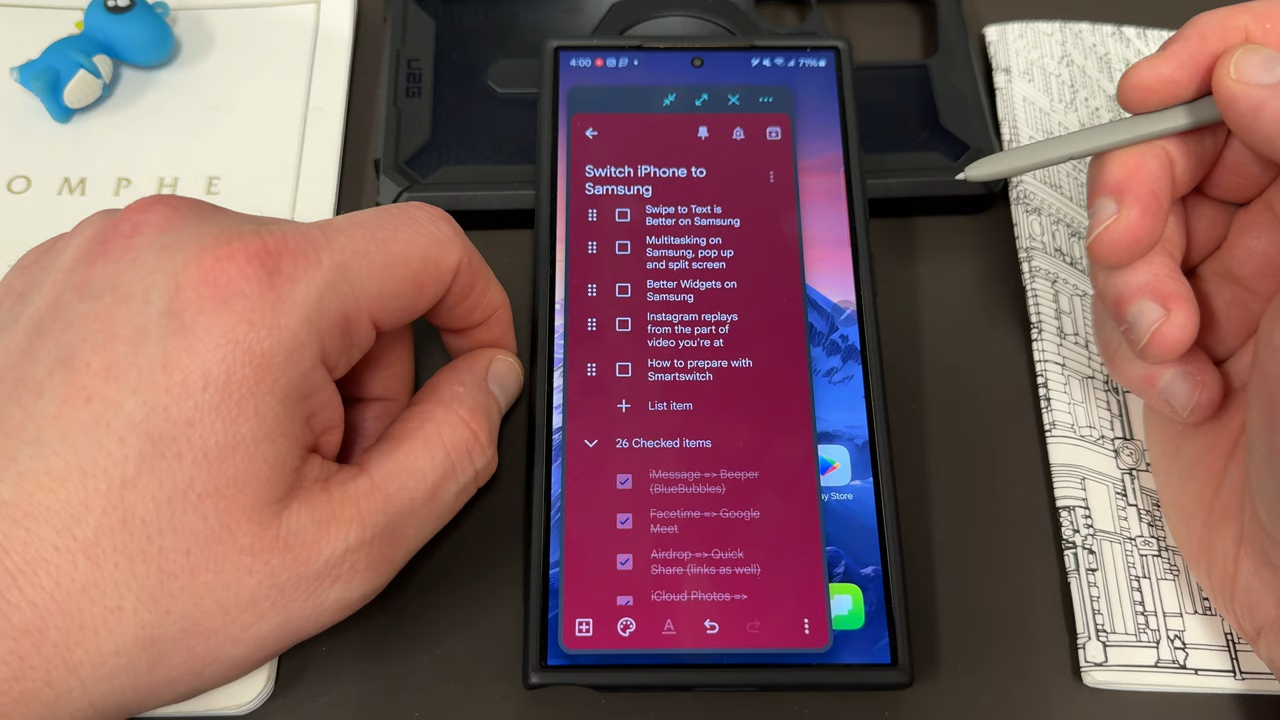 OMPHE
UAG
4:00
71%
Switch iPhone to
Samsung
Swipe to Text is
Better on Samsung
Multitasking on
Samsung, pop up
and split screen
Better Widgets on
Samsung
Instagram replays
from the part of
video you're at
How to prepare with
Smartswitch
List item
26 Checked items
iMessage => Beeper
(BlueBubbles)
Facetime => Google
Meet
Airdrop => Quick
Share (links as well)
iCloud Photos =>
A
ay Store